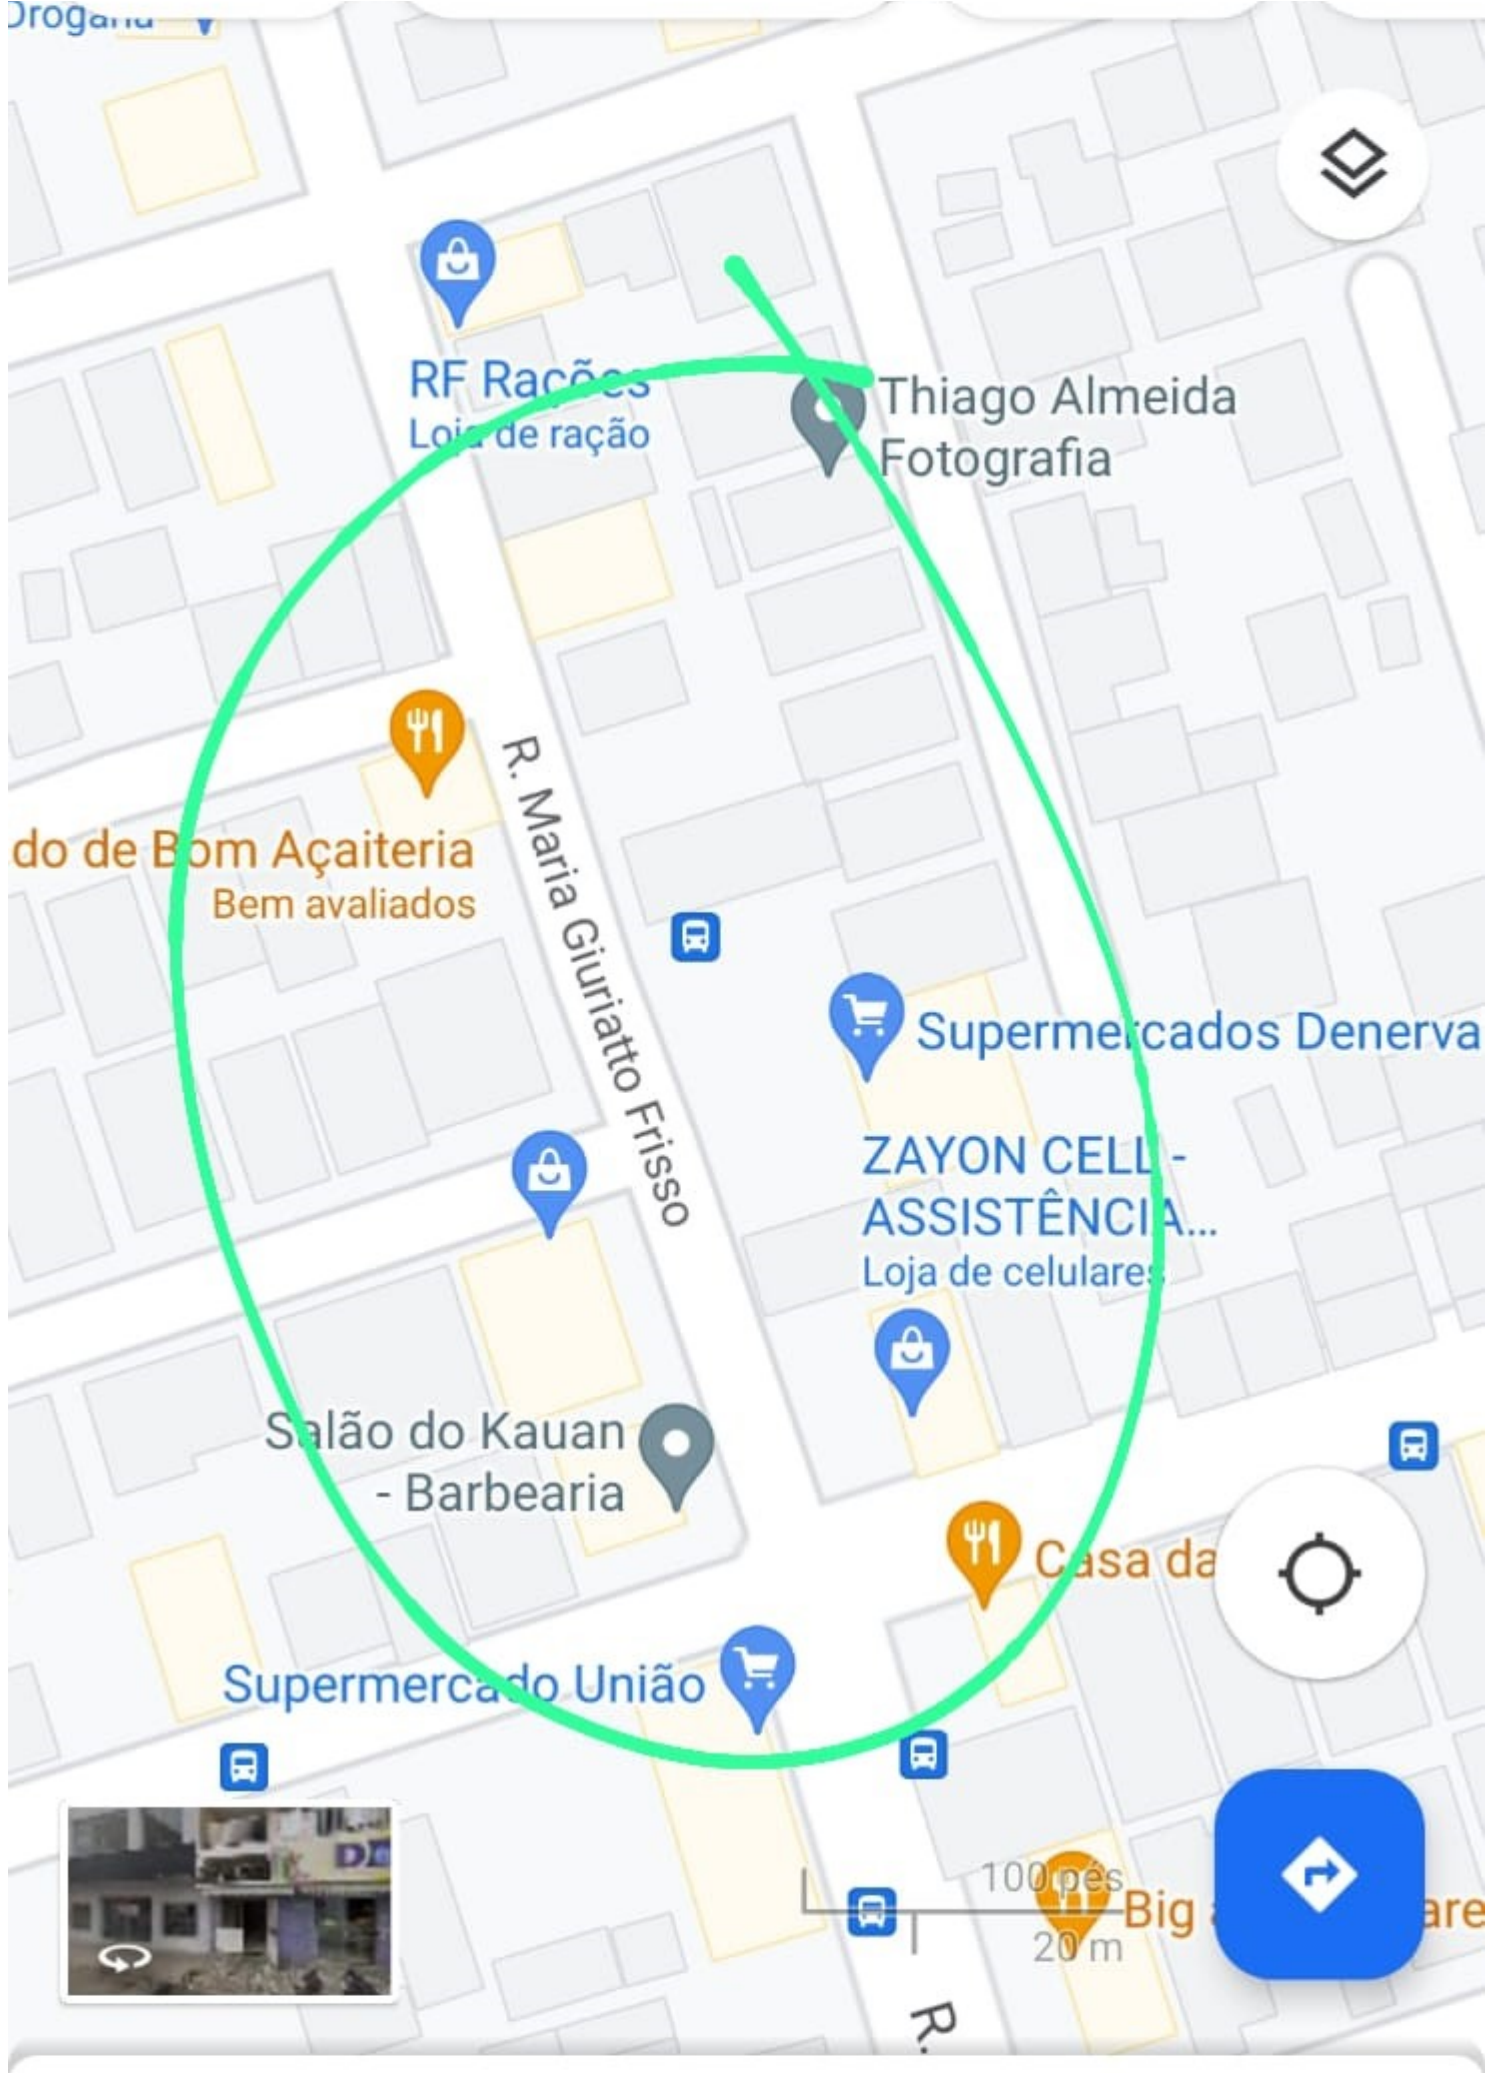 RF Rações
Loja de ração
Thiago Almeida
Fotografia
do de Bom Açaiteria
Bem avaliados
R. Maria Giuriatto Frisso
Supermercados Denerva
ZAYON CELL -
ASSISTÊNCIA...
Loja de celulares
Salão do Kauan
- Barbearia
Casa da
Supermercado União
100 pés
20 m
Big
R.